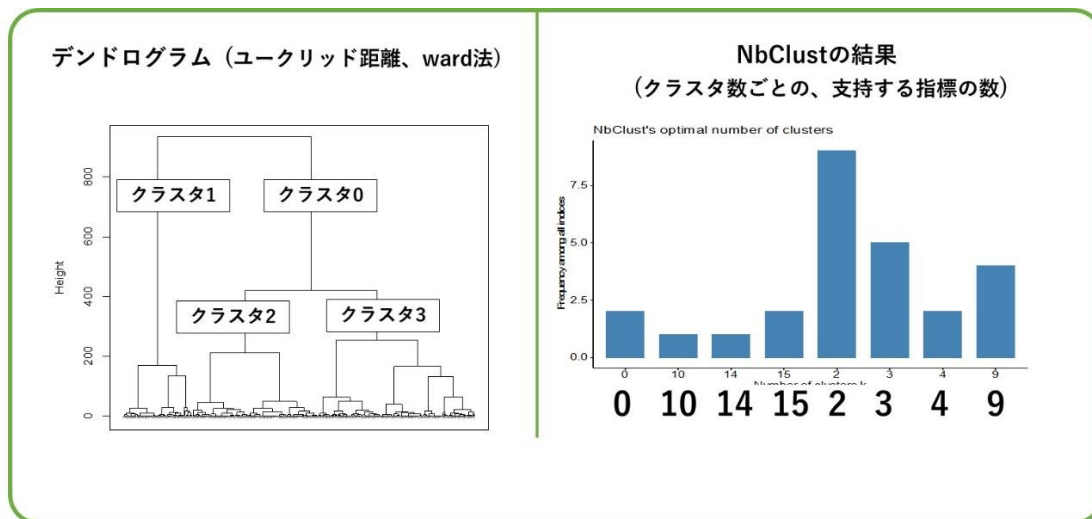 デンドログラム（ユークリッド距離、ward法）
クラスタ1
クラスタ0
クラスタ2
クラスタ3
Height
800
600
400
200
0
NbClustの結果
（クラスタ数ごとの、支持する指標の数）
NbClust's optimal number of clusters
Frequency among all indices
7.5
5.0
2.5
0.0
0 10 14 15 2 3 4 9
Number of clusters k
0 10 14 15 2 3 4 9